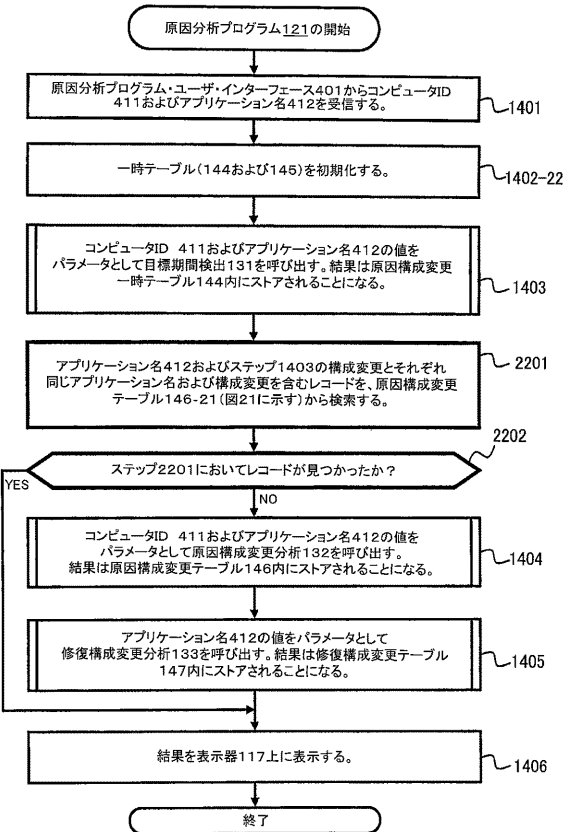 原因分析プログラム121の開始
原因分析プログラム・ユーザ・インターフェース401からコンピュータID
411およびアプリケーション名412を受信する。
1401
一時テーブル(144および145)を初期化する。
1402-22
コンピュータID 411およびアプリケーション名412の値を
パラメータとして目標期間検出131を呼び出す。結果は原因構成変更
一時テーブル144内にストアされることになる。
1403
アプリケーション名412およびステップ1403の構成変更とそれぞれ
同じアプリケーション名および構成変更を含むレコードを、原因構成変更
テーブル146-21(図21に示す)から検索する。
2201
2202
ステップ2201においてレコードが見つかったか?
YES
NO
コンピュータID 411およびアプリケーション名412の値を
パラメータとして原因構成変更分析132を呼び出す。
結果は原因構成変更テーブル146内にストアされることになる。
1404
アプリケーション名412の値をパラメータとして
修復構成変更分析133を呼び出す。結果は修復構成変更テーブル
147内にストアされることになる。
1405
結果を表示器117上に表示する。
1406
終了